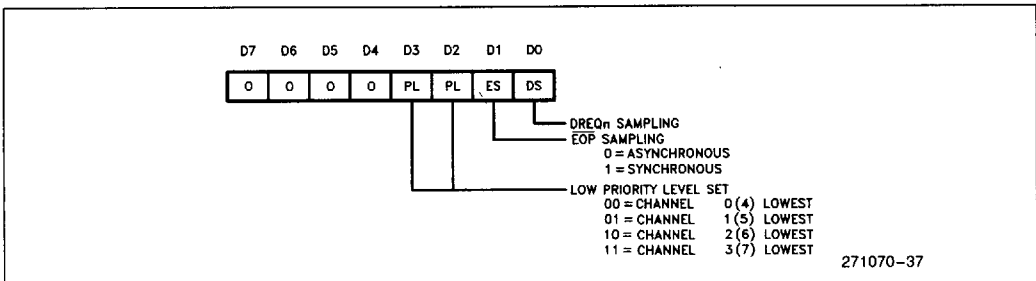 D7 D6 D5 D4 D3 D2 D1 D0
0 0 0 0 PL PL ES DS
DREQn SAMPLING
EOP SAMPLING
0 = ASYNCHRONOUS
1 = SYNCHRONOUS
LOW PRIORITY LEVEL SET
00 = CHANNEL 0(4) LOWEST
01 = CHANNEL 1(5) LOWEST
10 = CHANNEL 2(6) LOWEST
11 = CHANNEL 3(7) LOWEST
271070-37